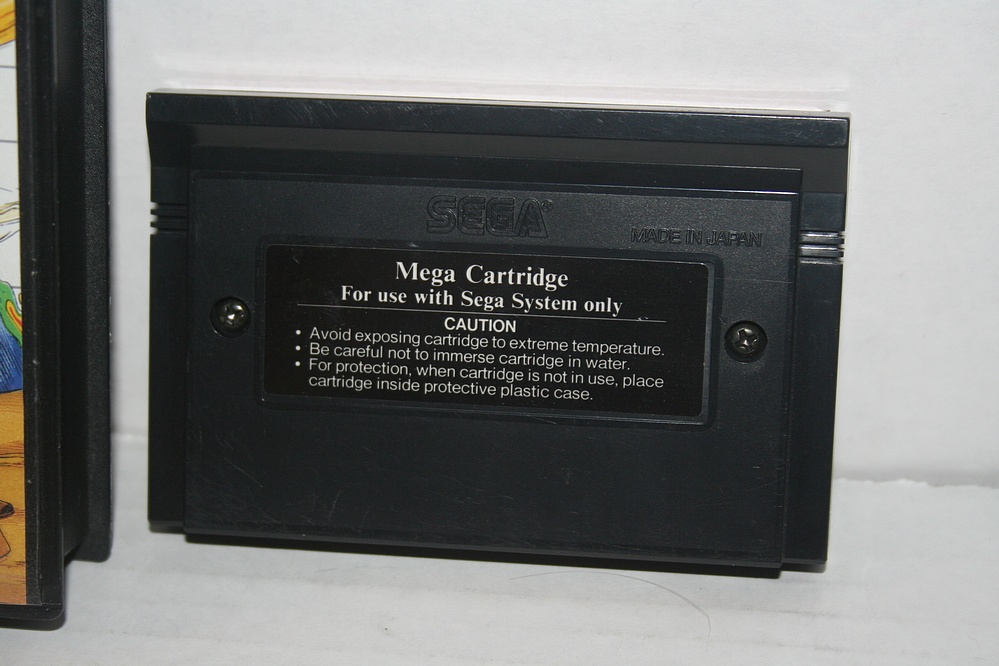 SEGA®
MADE IN JAPAN
Mega Cartridge
For use with Sega System only
CAUTION
• Avoid exposing cartridge to extreme temperature.
• Be careful not to immerse cartridge in water.
• For protection, when cartridge is not in use, place
cartridge inside protective plastic case.